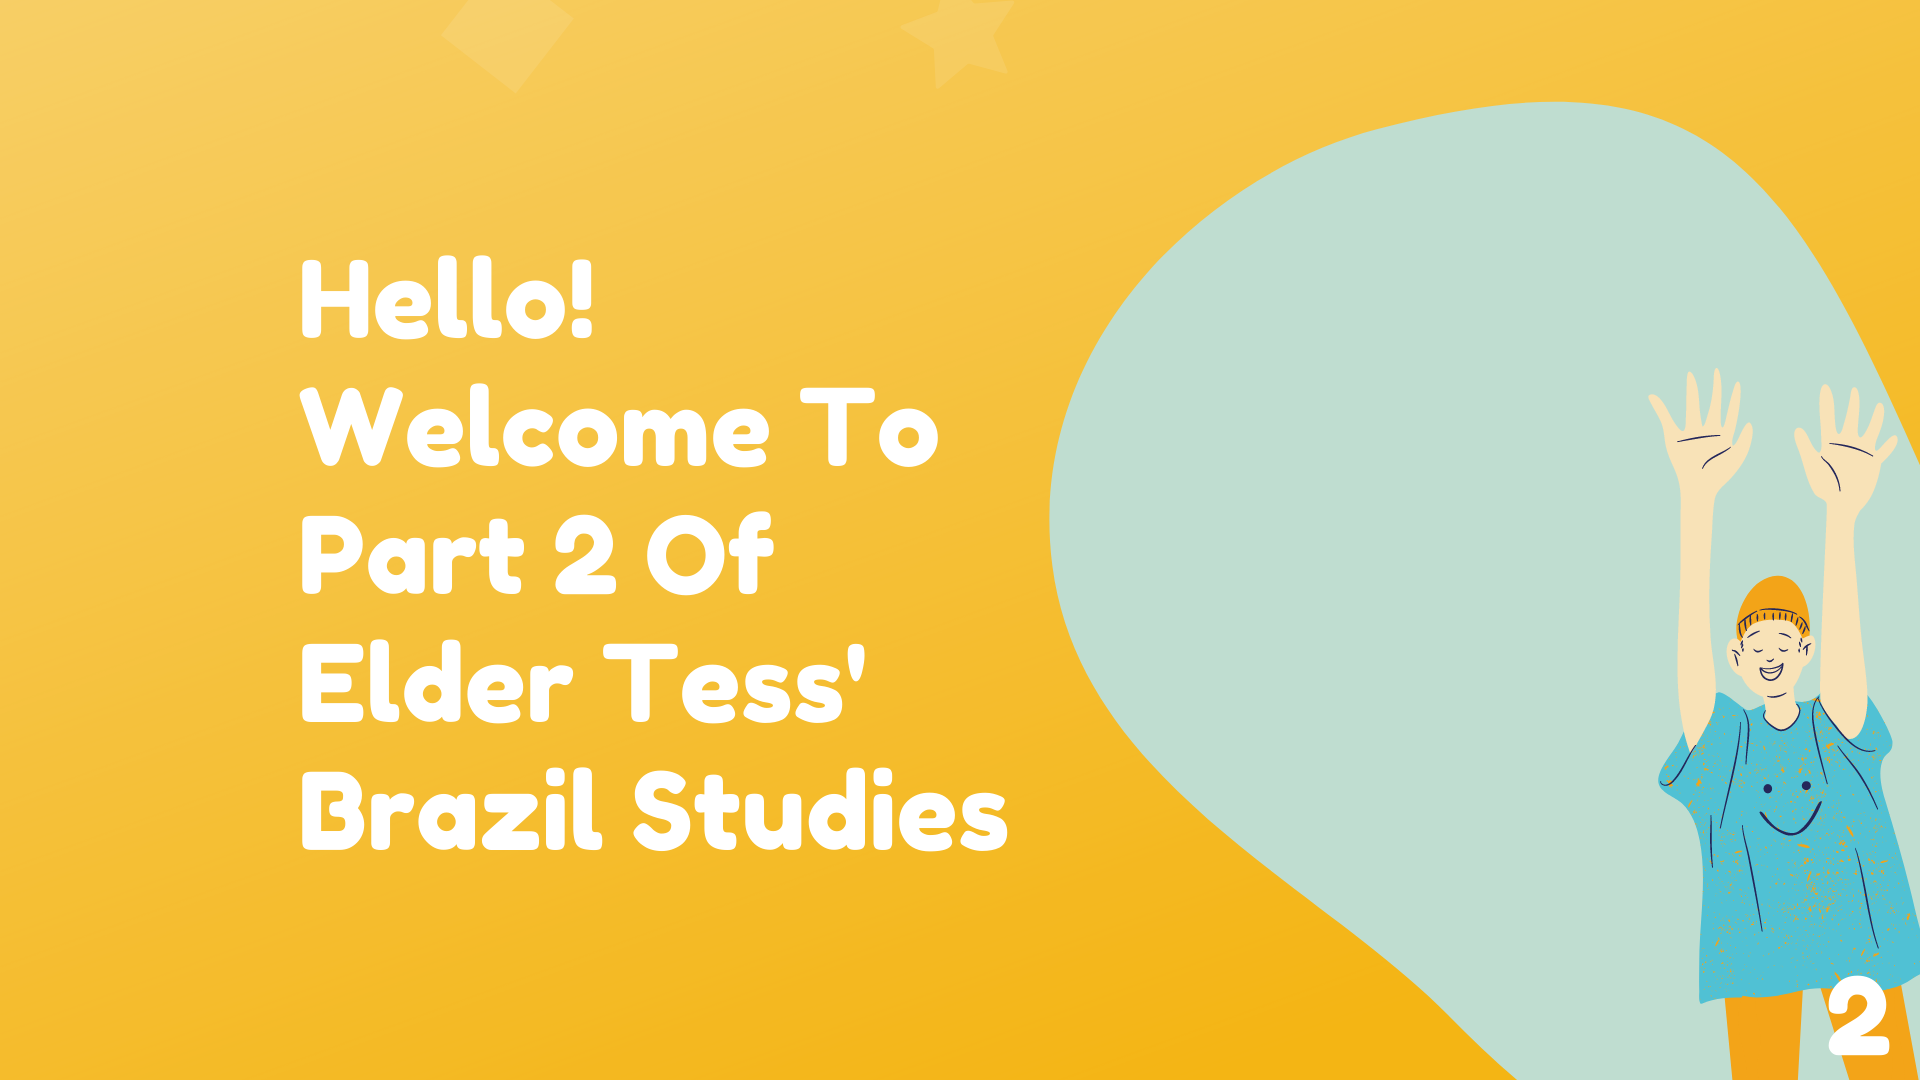 Hello!
Welcome To
Part 2 Of
Elder Tess'
Brazil Studies
2